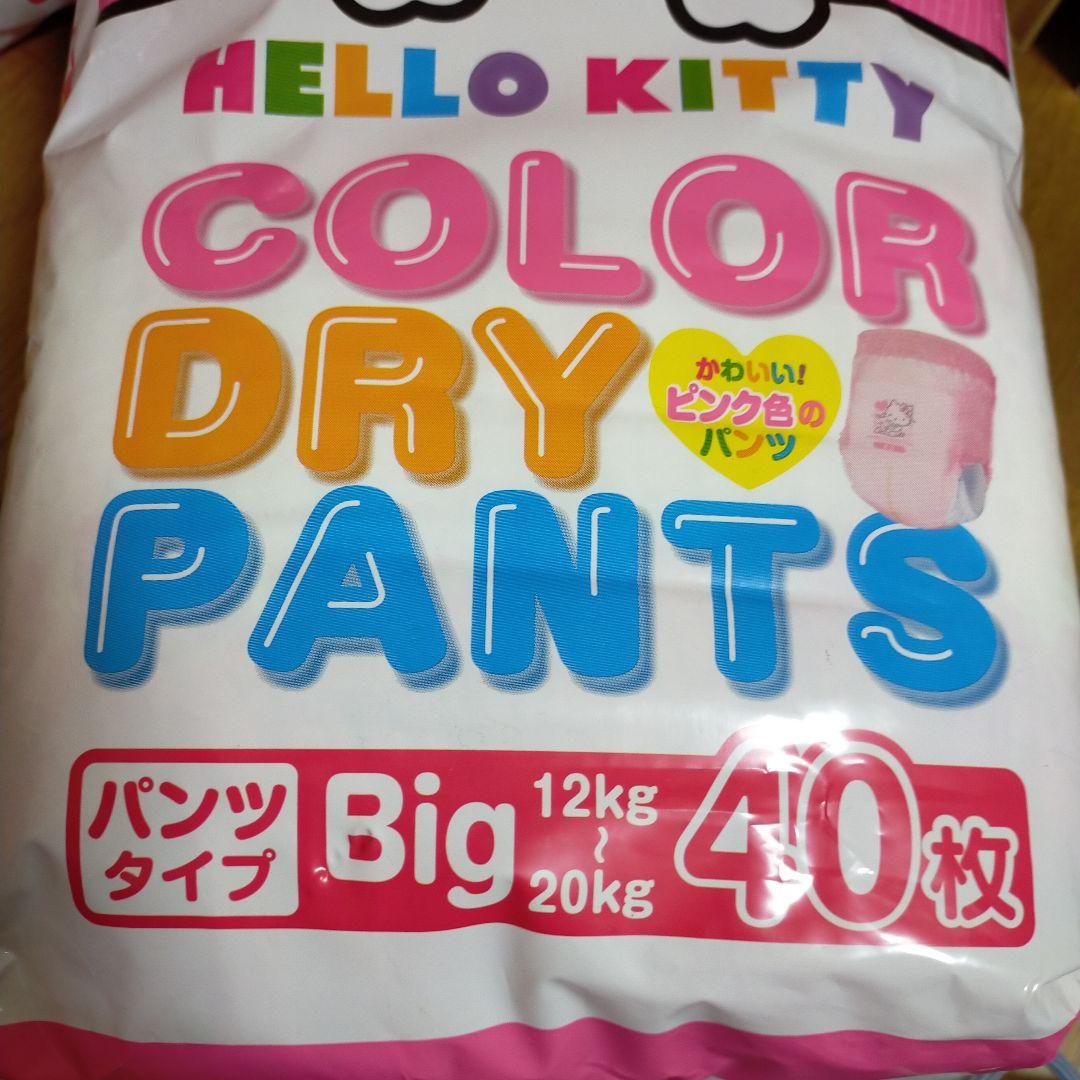 HELLO KITTY
COLOR
DRY
かわいい!
ピンク色の
パンツ
PANTS
パンツ
タイプ
Big
12kg
~
20kg
40枚